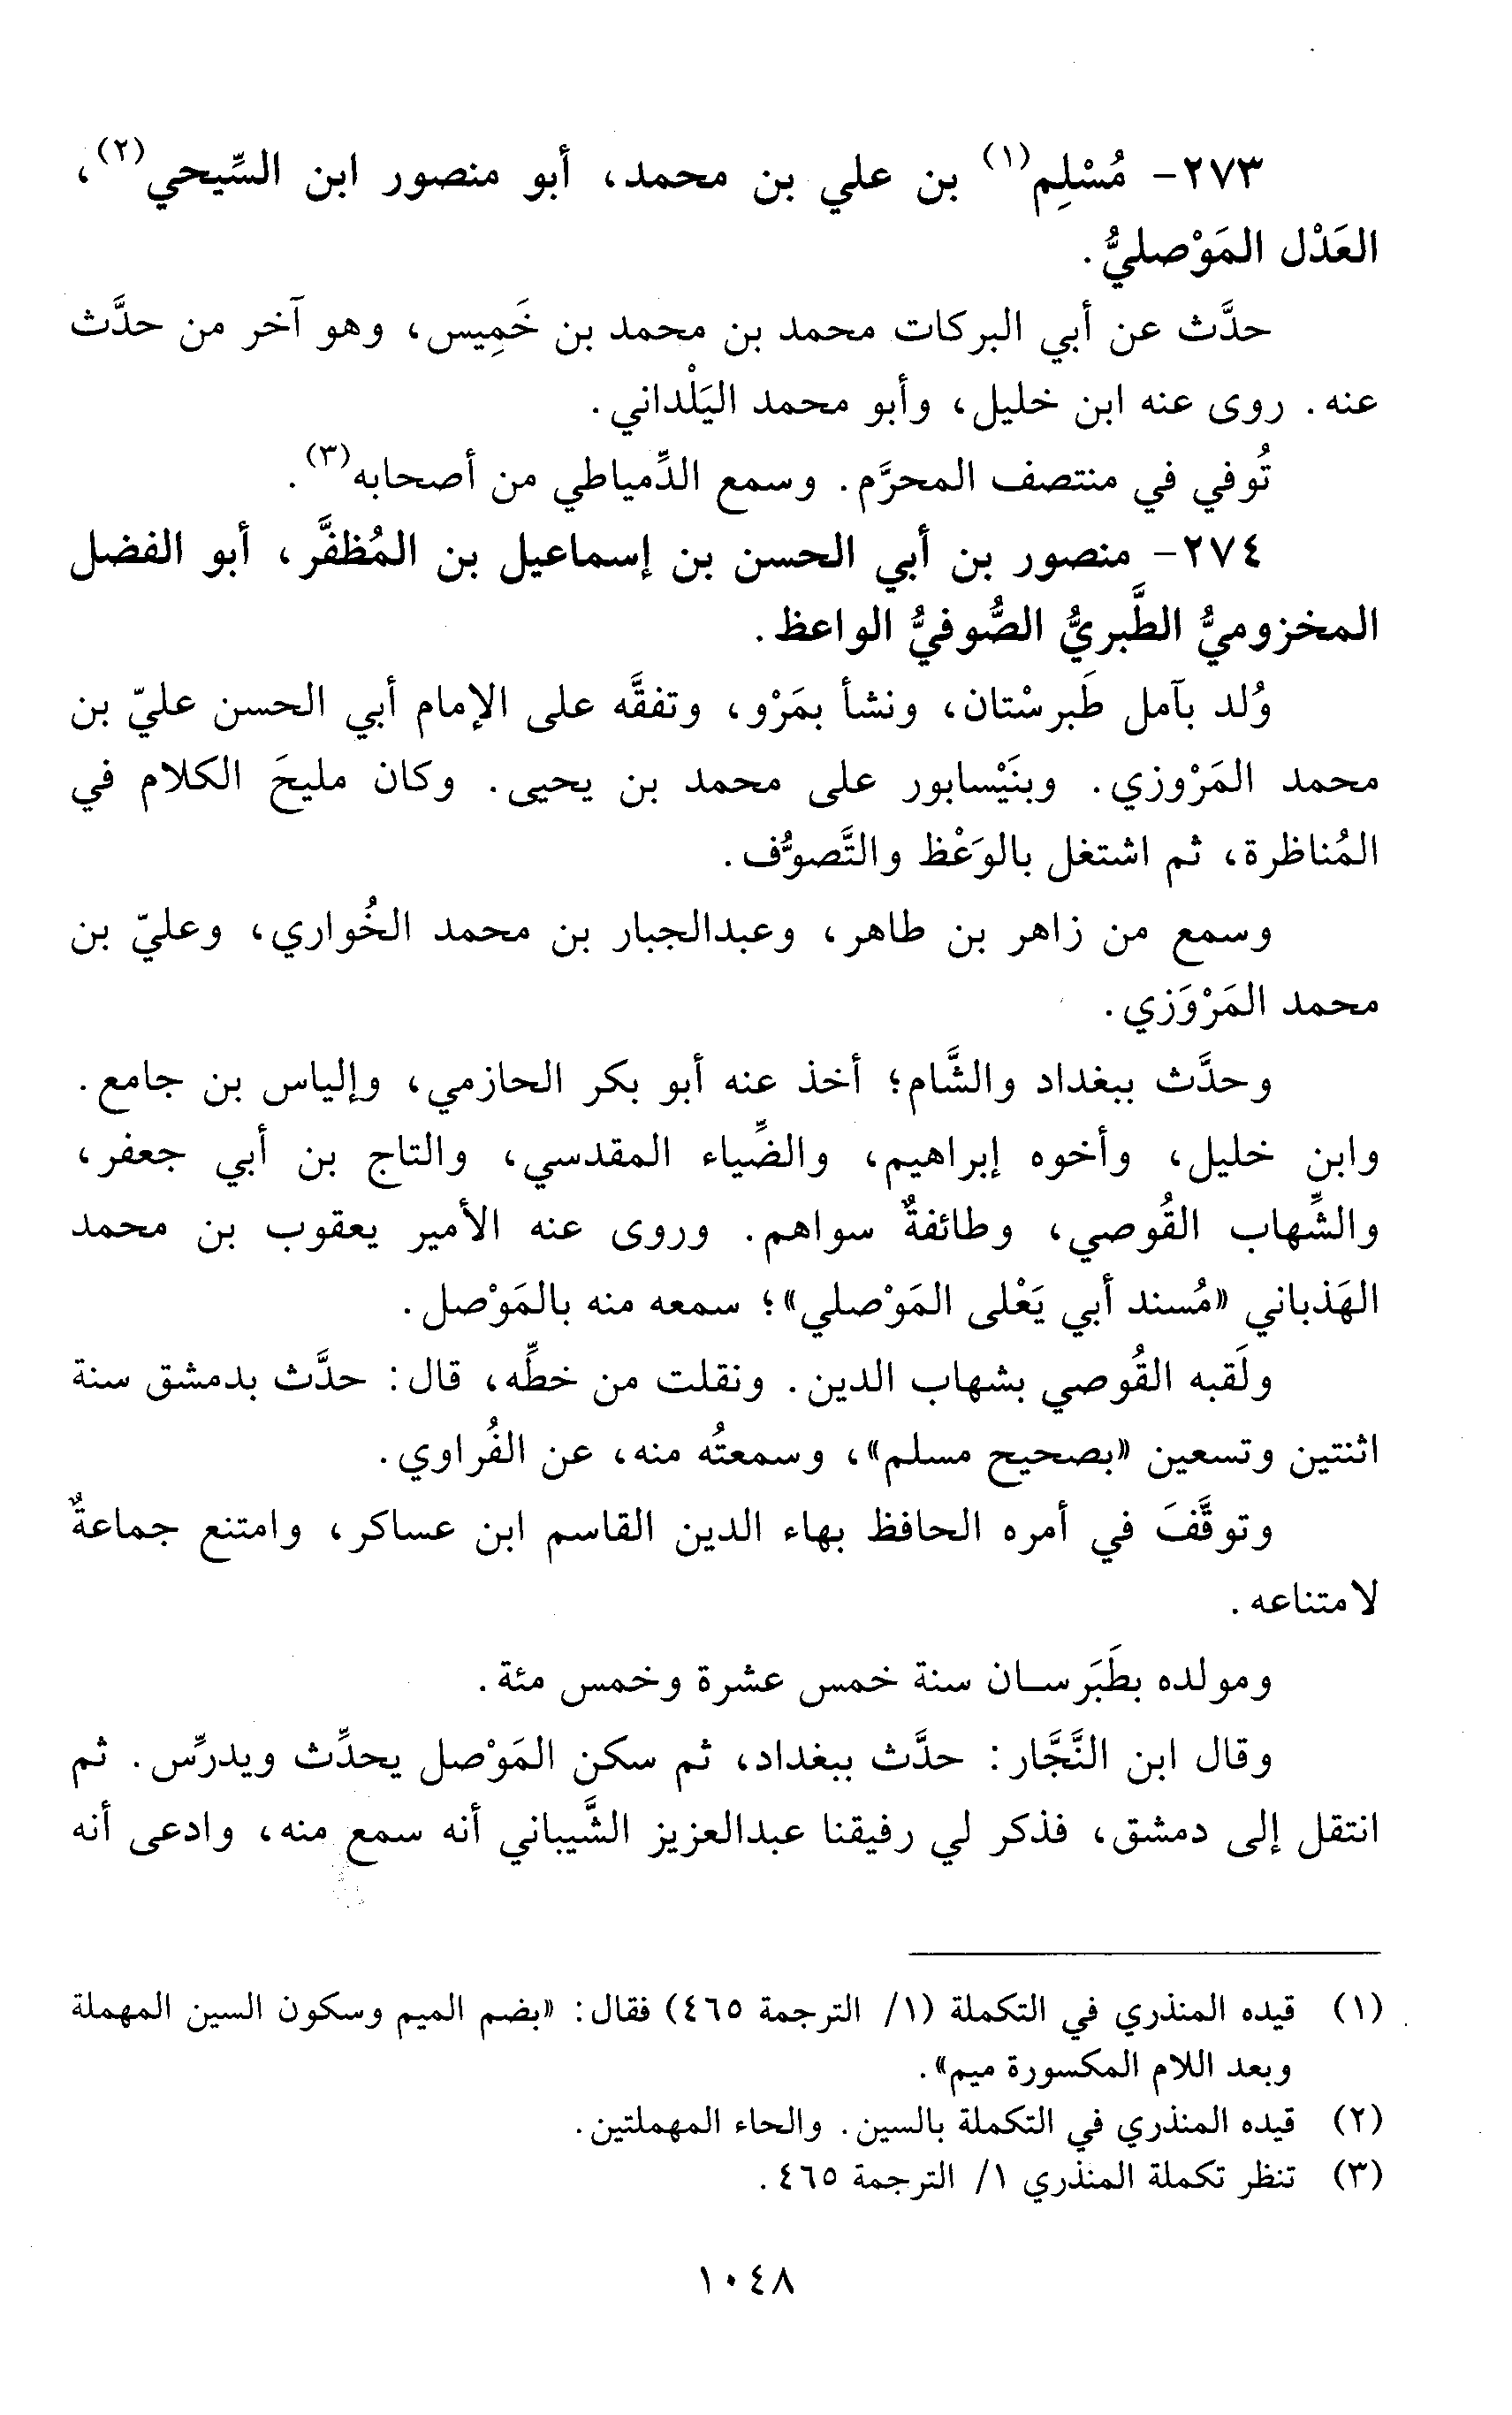 ٢٧٣- مُسْلِم(١) بن علي بن محمد، أبو منصور ابن السِّيحي(٢)،
العَدْل المَوْصليُّ.
حدَّث عن أبي البركات محمد بن محمد بن خَمِيس، وهو آخر من حدَّث
عنه. روى عنه ابن خليل، وأبو محمد اليَلْداني.
تُوفي في منتصف المحرَّم. وسمع الدِّمياطي من أصحابه(٣).
٢٧٤- منصور بن أبي الحسن بن إسماعيل بن المُظفَّر، أبو الفضل
المخزوميُّ الطَّبريُّ الصُّوفيُّ الواعظ.
وُلد بآمل طَبرسْتان، ونشأ بمَرْو، وتفقَّه على الإمام أبي الحسن عليّ بن
محمد المَرْوزي. وبنَيْسابور على محمد بن يحيى. وكان مليحَ الكلام في
المُناظرة، ثم اشتغل بالوَعْظ والتَّصوُّف.
وسمع من زاهر بن طاهر، وعبدالجبار بن محمد الخُواري، وعليّ بن
محمد المَرْوَزي.
وحدَّث ببغداد والشَّام؛ أخذ عنه أبو بكر الحازمي، وإلياس بن جامع.
وابن خليل، وأخوه إبراهيم، والضِّياء المقدسي، والتاج بن أبي جعفر،
والشِّهاب القُوصي، وطائفةٌ سواهم. وروى عنه الأمير يعقوب بن محمد
الهَذباني «مُسند أبي يَعْلى المَوْصلي»؛ سمعه منه بالمَوْصل.
ولَقبه القُوصي بشهاب الدين. ونقلت من خطِّه، قال: حدَّث بدمشق سنة
اثنتين وتسعين «بصحيح مسلم»، وسمعتُه منه، عن الفُراوي.
وتوقَّفَ في أمره الحافظ بهاء الدين القاسم ابن عساكر، وامتنع جماعةٌ
لامتناعه.
ومولده بطَبَرسـان سنة خمس عشرة وخمس مئة.
وقال ابن النَّجَّار: حدَّث ببغداد، ثم سكن المَوْصل يحدِّث ويدرِّس. ثم
انتقل إلى دمشق، فذكر لي رفيقنا عبدالعزيز الشَّيباني أنه سمع منه، وادعى أنه
(١) قيده المنذري في التكملة (١/ الترجمة ٤٦٥) فقال: «بضم الميم وسكون السين المهملة
وبعد اللام المكسورة ميم».
(٢) قيده المنذري في التكملة بالسين. والحاء المهملتين.
(٣) تنظر تكملة المنذري ١/ الترجمة ٤٦٥.
١٠٤٨